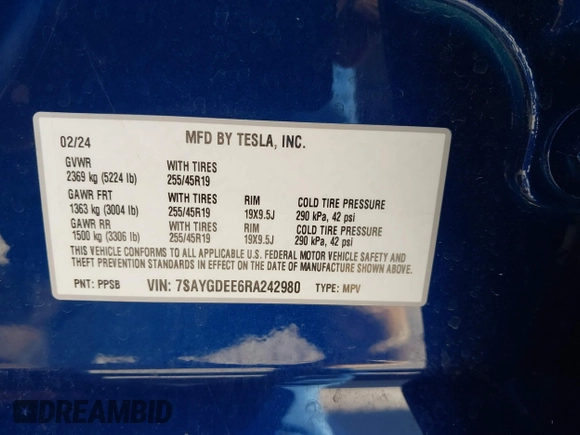 02/24 MFD BY TESLA, INC.
GVWR WITH TIRES
2369 kg (5224 lb) 255/45R19
GAWR FRT WITH TIRES RIM COLD TIRE PRESSURE
1363 kg (3004 lb) 255/45R19 19X9.5J 290 kPa, 42 psi
GAWR RR WITH TIRES RIM COLD TIRE PRESSURE
1500 kg (3306 lb) 255/45R19 19X9.5J 290 kPa, 42 psi
THIS VEHICLE CONFORMS TO ALL APPLICABLE U.S. FEDERAL MOTOR VEHICLE SAFETY AND
THEFT PREVENTION STANDARDS IN EFFECT ON THE DATE OF MANUFACTURE SHOWN ABOVE.
PNT: PPSB VIN: 7SAYGDEE6RA242980 TYPE: MPV
DREAMBID